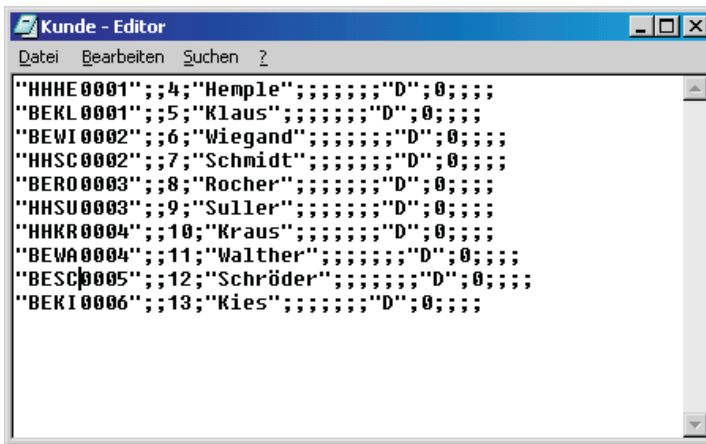 Kunde - Editor
Datei Bearbeiten Suchen ?
"HHHE0001";;4;"Hemple";;;;;;;"D";0;;;;
"BEKL0001";;5;"Klaus";;;;;;;"D";0;;;;
"BEWI0002";;6;"Wiegand";;;;;;;"D";0;;;;
"HHSC0002";;7;"Schmidt";;;;;;;"D";0;;;;
"BERO0003";;8;"Rocher";;;;;;;"D";0;;;;
"HHSU0003";;9;"Suller";;;;;;;"D";0;;;;
"HHKR0004";;10;"Kraus";;;;;;;"D";0;;;;
"BEWA0004";;11;"Walther";;;;;;;"D";0;;;;
"BESC0005";;12;"Schröder";;;;;;;"D";0;;;;
"BEKI0006";;13;"Kies";;;;;;;"D";0;;;;